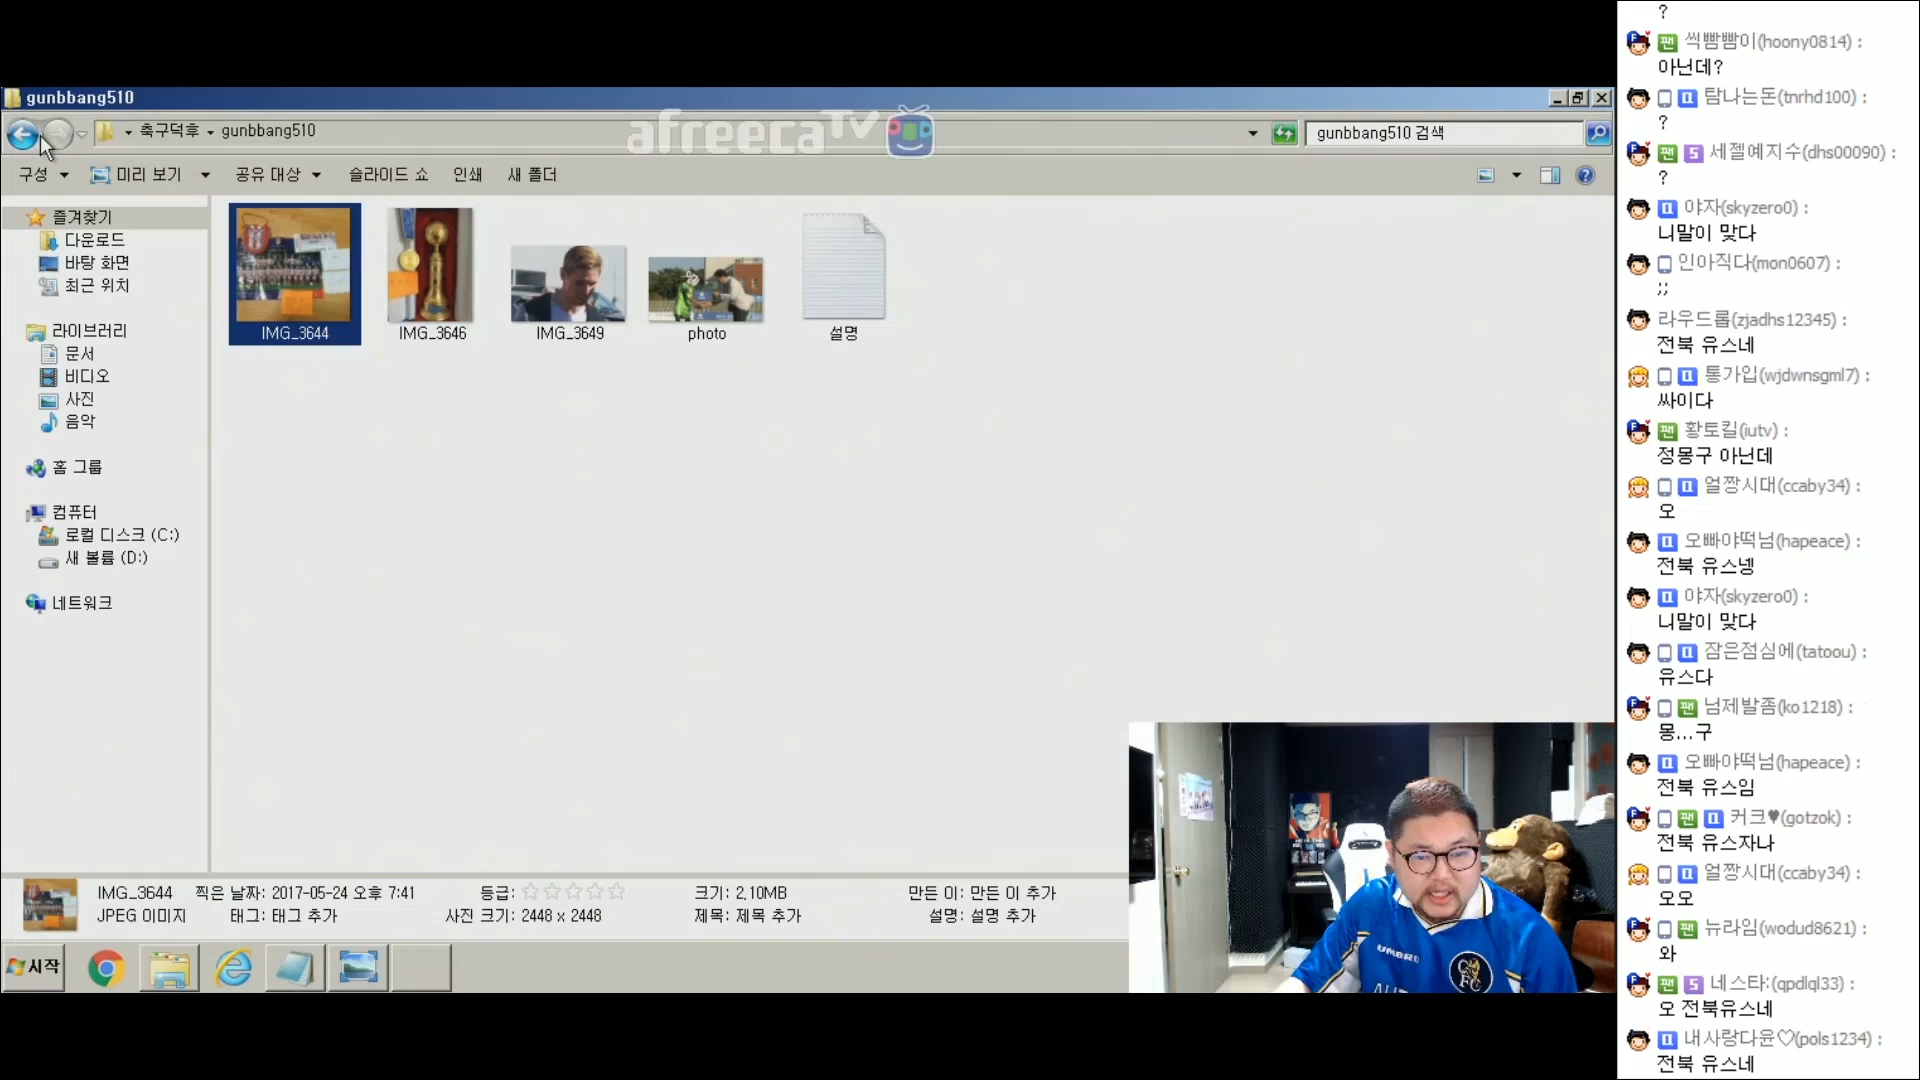 gunbbang510
축구덕후 gunbbang510
afreecaTV
gunbbang510 검색
구성
미리 보기
공유 대상
슬라이드 쇼
인쇄
새 폴더
즐겨찾기
다운로드
바탕 화면
최근 위치
라이브러리
문서
비디오
사진
음악
홈 그룹
컴퓨터
로컬 디스크 (C:)
새 볼륨 (D:)
네트워크
IMG_3644
IMG_3646
IMG_3649
photo
설명
IMG_3644 찍은 날짜: 2017-05-24 오후 7:41 등급: 크기: 2,10MB 만든 이: 만든 이 추가
JPEG 이미지 태그: 태그 추가 사진 크기: 2448 x 2448 제목: 제목 추가 설명: 설명 추가
시작
UMBRO
CFC
?
팬 씩빰빰이(hoony0814) :
아닌데?
탐나는돈(tnrhd100) :
?
팬 S 세젤예지수(dhs00090) :
?
야자(skyzero0) :
니말이 맞다
인아직다(mon0607) :
;;
라우드롭(zjadhs12345) :
전북 유스네
통가입(wjdwnsgml7) :
싸이다
팬 황토킬(iutv) :
정몽구 아닌데
얼짱시대(ccaby34) :
오
오빠야떡님(hapeace) :
전북 유스넹
야자(skyzero0) :
니말이 맞다
잠은점심에(tatoou) :
유스다
팬 넘제발좀(ko1218) :
몽...구
오빠야떡님(hapeace) :
전북 유스임
팬 커크♥(gotzok) :
전북 유스자나
얼짱시대(ccaby34) :
오오
팬 뉴라임(wodud8621) :
와
팬 S 네스타:(qpdlql33) :
오 전북유스네
내사랑다윤♡(pols1234) :
전북 유스네